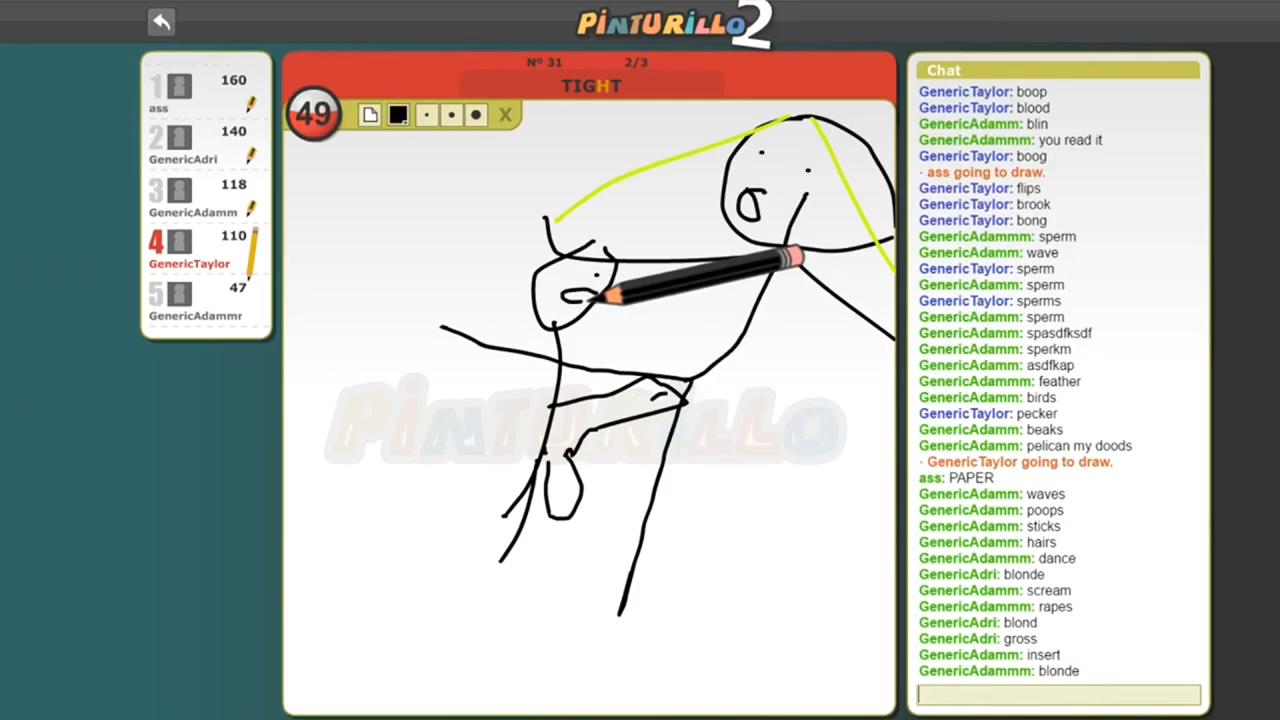 PINTURILLO 2
Nº 31 2/3
TIGHT
49
X
1 160
ass
2 140
GenericAdri
3 118
GenericAdamm
4 110
GenericTaylor
5 47
GenericAdammr
PINTURILLO
Chat
GenericTaylor: boop
GenericTaylor: blood
GenericAdamm: blin
GenericAdammm: you read it
GenericTaylor: boog
· ass going to draw.
GenericTaylor: flips
GenericTaylor: brook
GenericTaylor: bong
GenericAdammm: sperm
GenericAdamm: wave
GenericTaylor: sperm
GenericAdamm: sperm
GenericTaylor: sperms
GenericAdamm: sperm
GenericAdamm: spasdfksdf
GenericAdamm: sperkm
GenericAdamm: asdfkap
GenericAdammm: feather
GenericAdamm: birds
GenericTaylor: pecker
GenericAdamm: beaks
GenericAdamm: pelican my doods
· GenericTaylor going to draw.
ass: PAPER
GenericAdamm: waves
GenericAdamm: poops
GenericAdamm: sticks
GenericAdamm: hairs
GenericAdammm: dance
GenericAdri: blonde
GenericAdamm: scream
GenericAdammm: rapes
GenericAdri: blond
GenericAdri: gross
GenericAdamm: insert
GenericAdammm: blonde